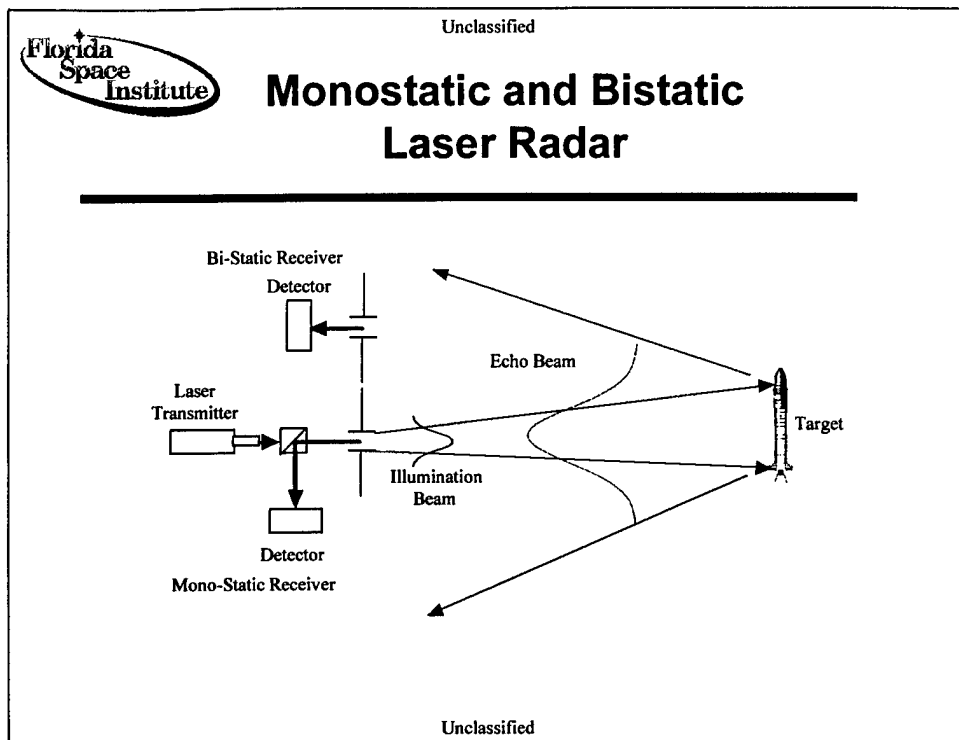 Unclassified
Florida
Space
Institute
Monostatic and Bistatic
Laser Radar
Bi-Static Receiver
Detector
Echo Beam
Laser
Transmitter
Target
Illumination
Beam
Detector
Mono-Static Receiver
Unclassified